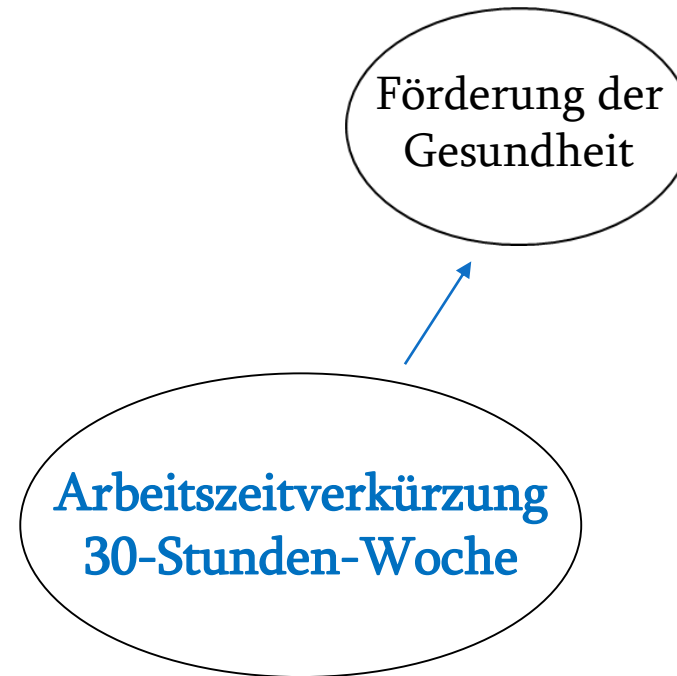 Förderung der
Gesundheit
Arbeitszeitverkürzung
30-Stunden-Woche